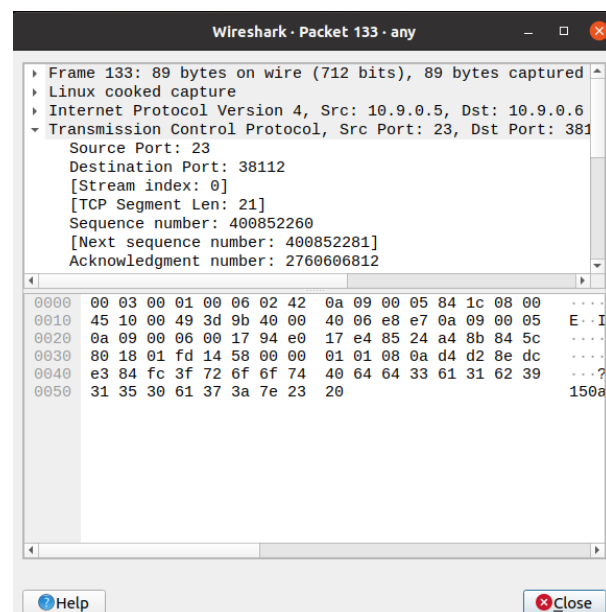 Wireshark · Packet 133 · any
Frame 133: 89 bytes on wire (712 bits), 89 bytes captured
Linux cooked capture
Internet Protocol Version 4, Src: 10.9.0.5, Dst: 10.9.0.6
Transmission Control Protocol, Src Port: 23, Dst Port: 381
Source Port: 23
Destination Port: 38112
[Stream index: 0]
[TCP Segment Len: 21]
Sequence number: 400852260
[Next sequence number: 400852281]
Acknowledgment number: 2760606812
0000 00 03 00 01 00 06 02 42 0a 09 00 05 84 1c 08 00 ····
0010 45 10 00 49 3d 9b 40 00 40 06 e8 e7 0a 09 00 05 E··I
0020 0a 09 00 06 00 17 94 e0 17 e4 85 24 a4 8b 84 5c ····
0030 80 18 01 fd 14 58 00 00 01 01 08 0a d4 d2 8e dc ····
0040 e3 84 fc 3f 72 6f 6f 74 40 64 64 33 61 31 62 39 ···?
0050 31 35 30 61 37 3a 7e 23 20 150a
Help
Close